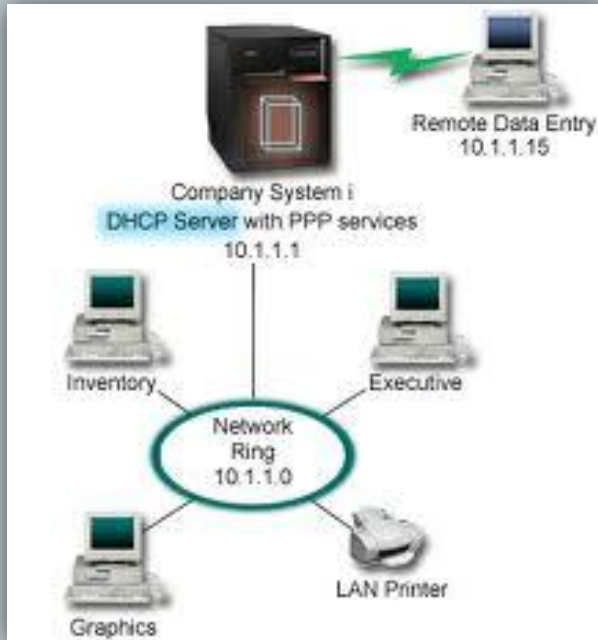 Remote Data Entry
10.1.1.15
Company System i
DHCP Server with PPP services
10.1.1.1
Inventory
Executive
Network
Ring
10.1.1.0
LAN Printer
Graphics